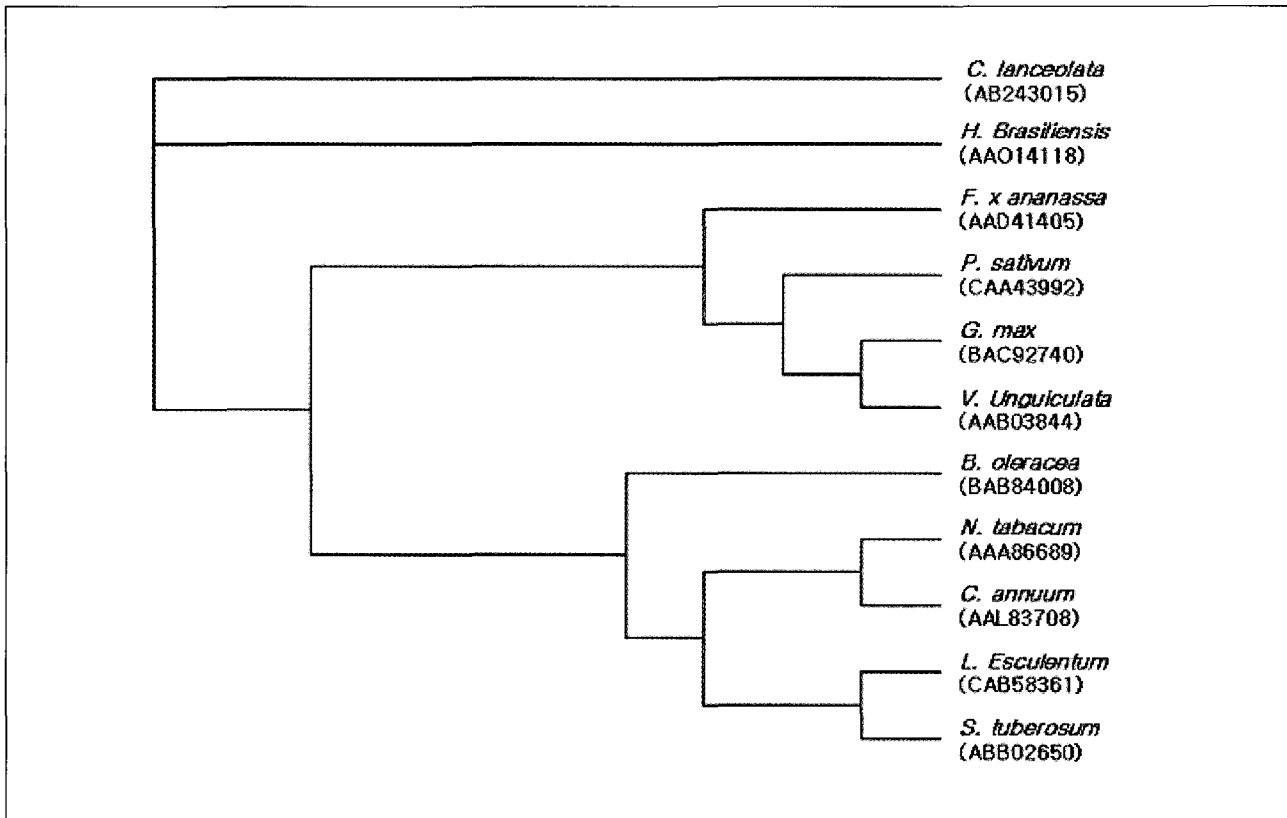 C. lanceolata
(AB243015)
H. Brasiliensis
(AAO14118)
F. x ananassa
(AAD41405)
P. sativum
(CAA43992)
G. max
(BAC92740)
V. Unguiculata
(AAB03844)
B. oleracea
(BAB84008)
N. tabacum
(AAA86689)
C. annuum
(AAL83708)
L. Esculentum
(CAB58361)
S. tuberosum
(ABB02650)